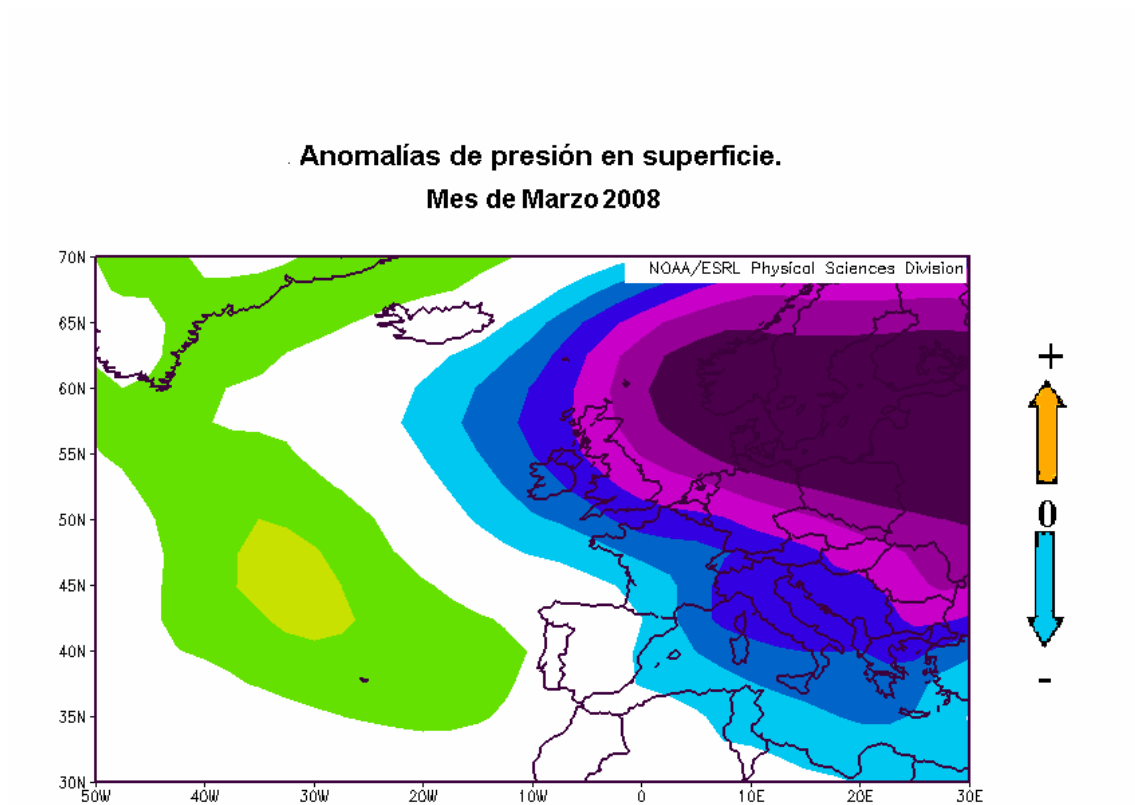 Anomalías de presión en superficie.
Mes de Marzo 2008
NOAA/ESRL Physical Sciences Division
70N
65N
60N
55N
50N
45N
40N
35N
30N
50W 40W 30W 20W 10W 0 10E 20E 30E
+
0
-